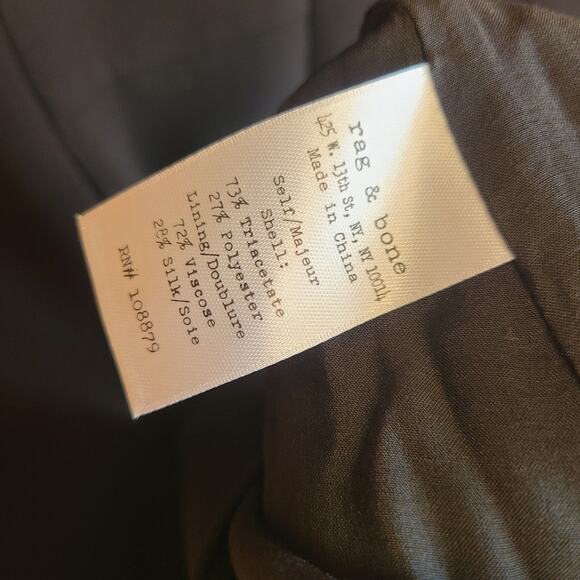 rag & bone
425 W. 13th St, NY, NY 10014
Made in China
Self/Majeur
Shell:
73% Triacetate
27% Polyester
Lining/Doublure
72% Viscose
28% Silk/Soie
RN# 108879